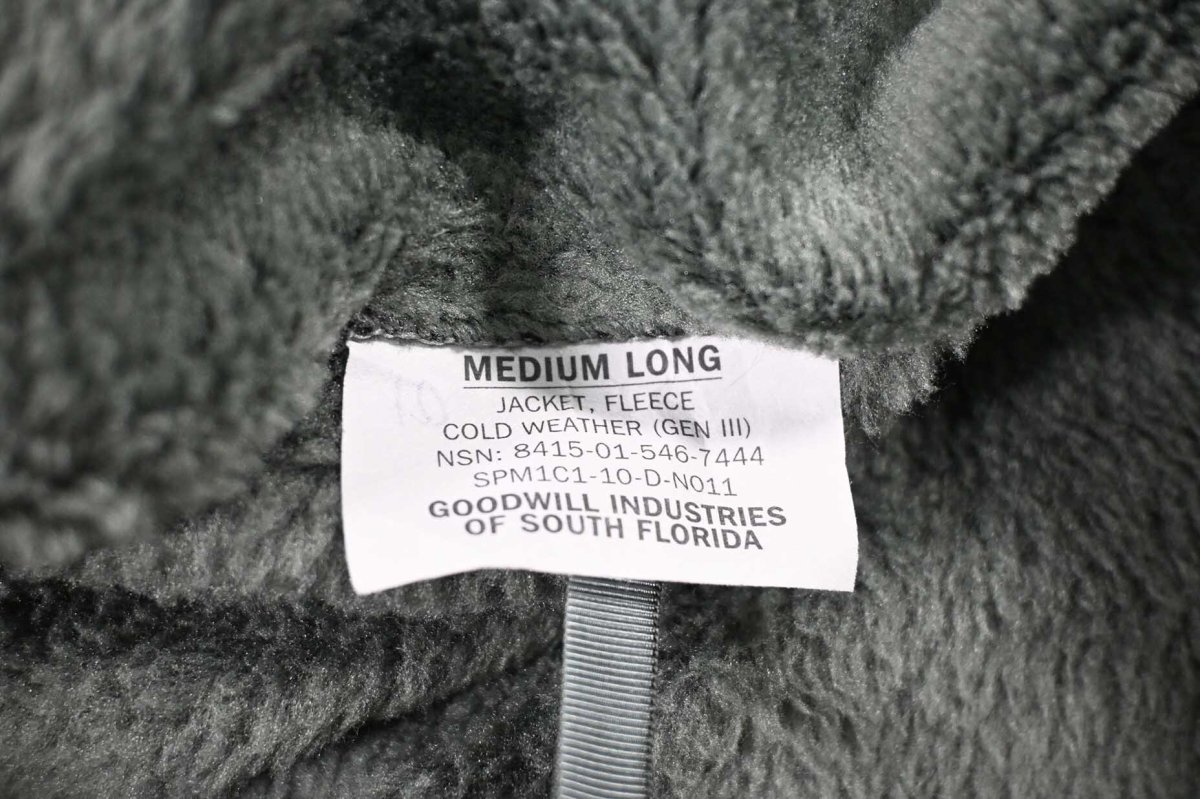 MEDIUM LONG
JACKET, FLEECE
COLD WEATHER (GEN III)
NSN: 8415-01-546-7444
SPM1C1-10-D-N011
GOODWILL INDUSTRIES
OF SOUTH FLORIDA